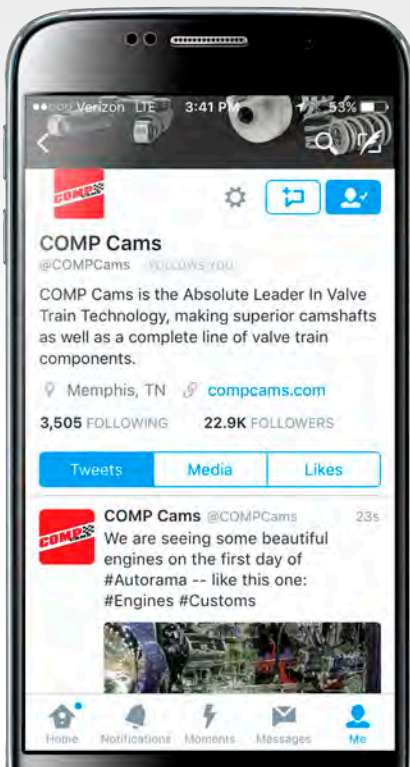 Verizon LTE 3:41 PM 53%
COMP
COMP Cams
@COMPCams FOLLOWS YOU
COMP Cams is the Absolute Leader In Valve
Train Technology, making superior camshafts
as well as a complete line of valve train
components.
Memphis, TN compcams.com
3,505 FOLLOWING 22.9K FOLLOWERS
Tweets Media Likes
COMP Cams @COMPCams 23s
COMP
We are seeing some beautiful
engines on the first day of
#Autorama -- like this one:
#Engines #Customs
Home Notifications Moments Messages Me